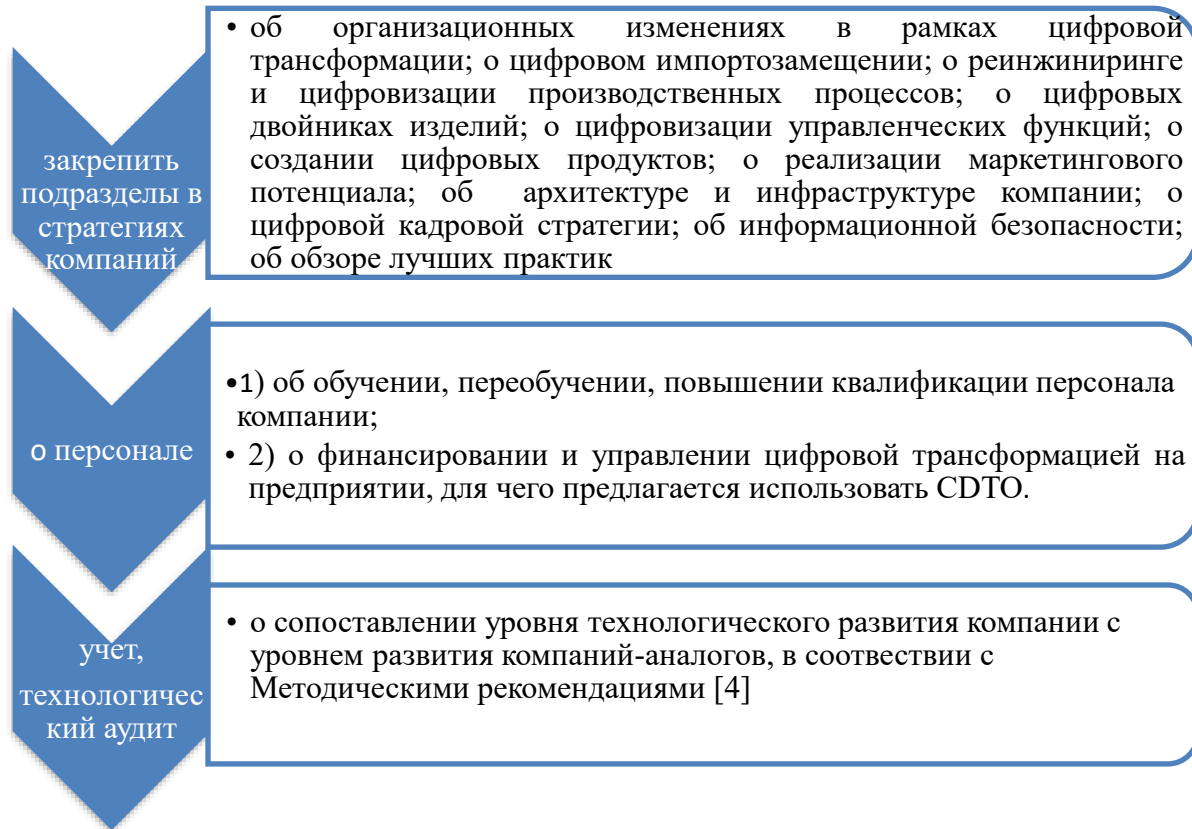 закрепить
подразделы в
стратегиях
компаний
• об организационных изменениях в рамках цифровой
трансформации; о цифровом импортозамещении; о реинжиниринге
и цифровизации производственных процессов; о цифровых
двойниках изделий; о цифровизации управленческих функций; о
создании цифровых продуктов; о реализации маркетингового
потенциала; об архитектуре и инфраструктуре компании; о
цифровой кадровой стратегии; об информационной безопасности;
об обзоре лучших практик
о персонале
•1) об обучении, переобучении, повышении квалификации персонала
компании;
• 2) о финансировании и управлении цифровой трансформацией на
предприятии, для чего предлагается использовать CDTO.
учет,
технологичес
кий аудит
• о сопоставлении уровня технологического развития компании с
уровнем развития компаний-аналогов, в соотвествии с
Методическими рекомендациями [4]